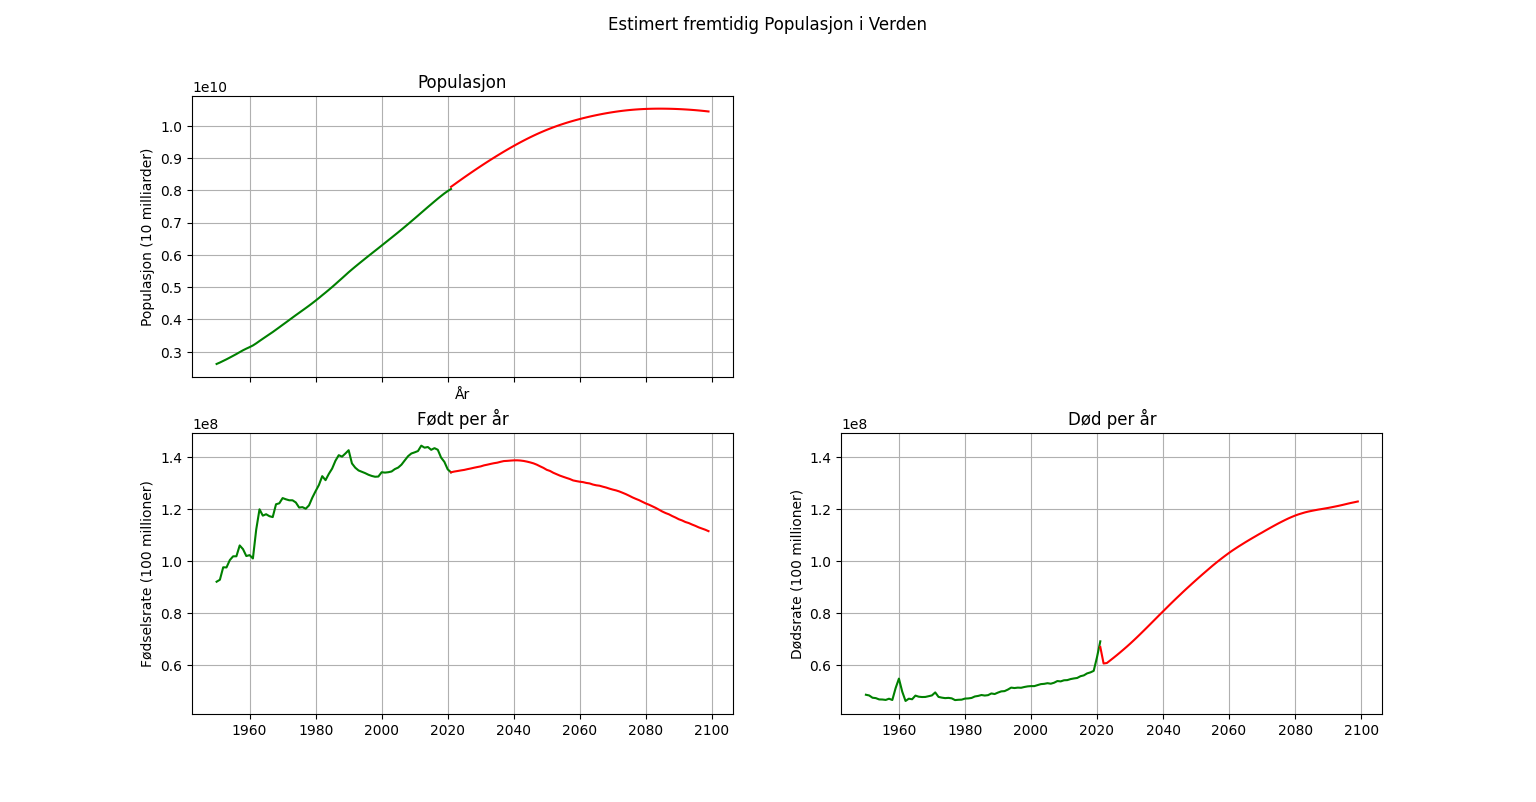 Estimert fremtidig Populasjon i Verden
Populasjon
1e10
Populasjon (10 milliarder)
1.0
0.9
0.8
0.7
0.6
0.5
0.4
0.3
År
Født per år
1e8
Fødselsrate (100 millioner)
1.4
1.2
1.0
0.8
0.6
1960 1980 2000 2020 2040 2060 2080 2100
Død per år
1e8
Dødsrate (100 millioner)
1.4
1.2
1.0
0.8
0.6
1960 1980 2000 2020 2040 2060 2080 2100